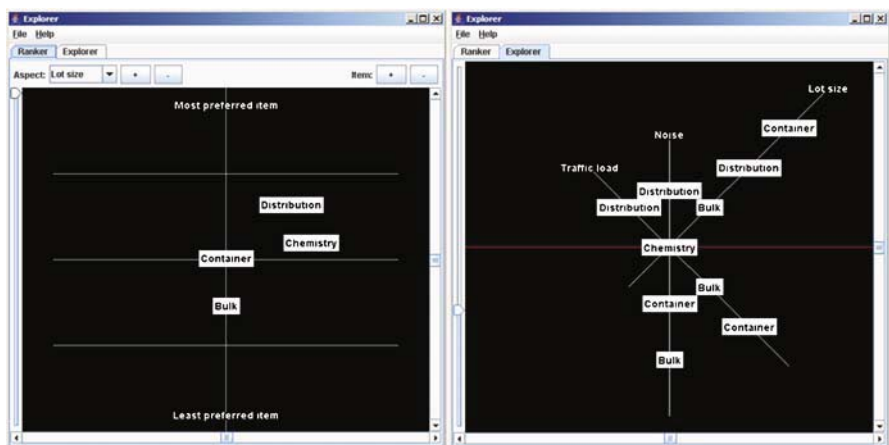 Explorer
File Help
Ranker Explorer
Aspect: Lot size + - Item: + -
Most preferred item
Distribution
Chemistry
Container
Bulk
Least preferred item
Explorer
File Help
Ranker Explorer
Lot size
Container
Noise
Distribution
Traffic load
Distribution
Distribution
Bulk
Chemistry
Bulk
Container
Container
Bulk